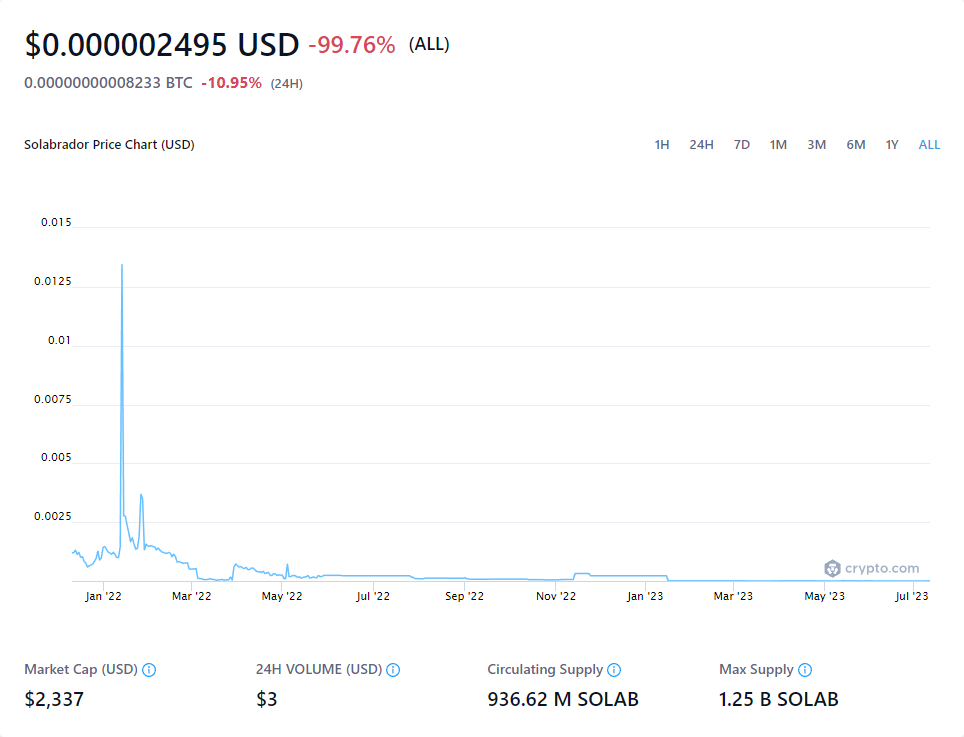 $0.000002495 USD -99.76% (ALL)
0.00000000008233 BTC -10.95% (24H)
Solabrador Price Chart (USD) 1H 24H 7D 1M 3M 6M 1Y ALL
0.015
0.0125
0.01
0.0075
0.005
0.0025
crypto.com
Jan '22 Mar '22 May '22 Jul '22 Sep '22 Nov '22 Jan '23 Mar '23 May '23 Jul '23
Market Cap (USD) 24H VOLUME (USD) Circulating Supply Max Supply
$2,337 $3 936.62 M SOLAB 1.25 B SOLAB